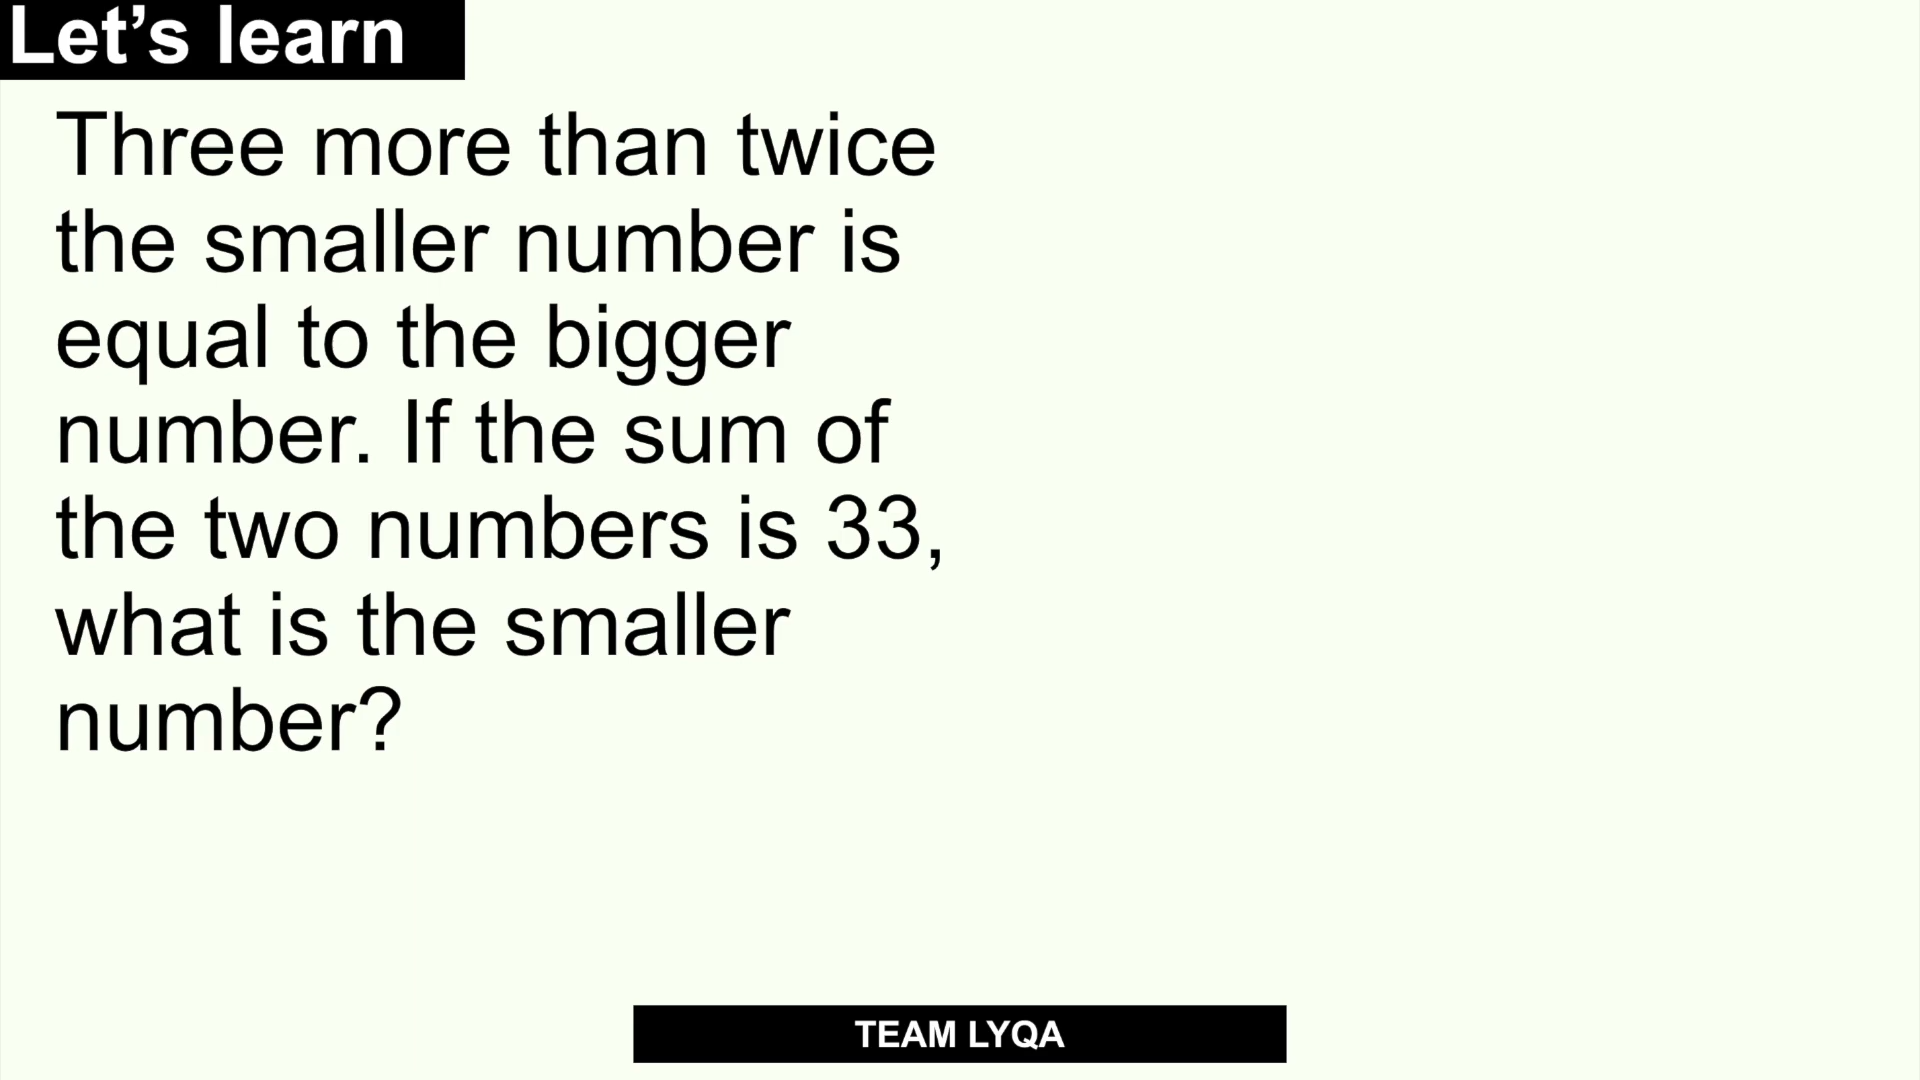 Let’s learn
Three more than twice
the smaller number is
equal to the bigger
number. If the sum of
the two numbers is 33,
what is the smaller
number?
TEAM LYQA